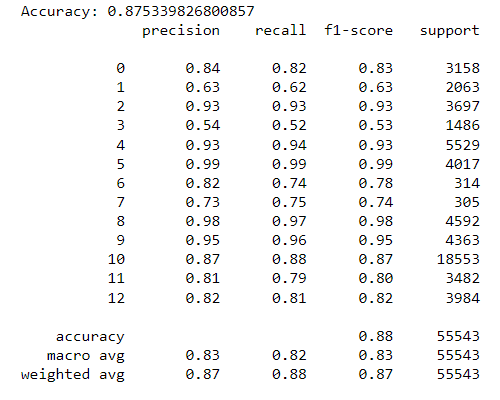 Accuracy: 0.875339826800857
precision recall f1-score support
0 0.84 0.82 0.83 3158
1 0.63 0.62 0.63 2063
2 0.93 0.93 0.93 3697
3 0.54 0.52 0.53 1486
4 0.93 0.94 0.93 5529
5 0.99 0.99 0.99 4017
6 0.82 0.74 0.78 314
7 0.73 0.75 0.74 305
8 0.98 0.97 0.98 4592
9 0.95 0.96 0.95 4363
10 0.87 0.88 0.87 18553
11 0.81 0.79 0.80 3482
12 0.82 0.81 0.82 3984
accuracy 0.88 55543
macro avg 0.83 0.82 0.83 55543
weighted avg 0.87 0.88 0.87 55543